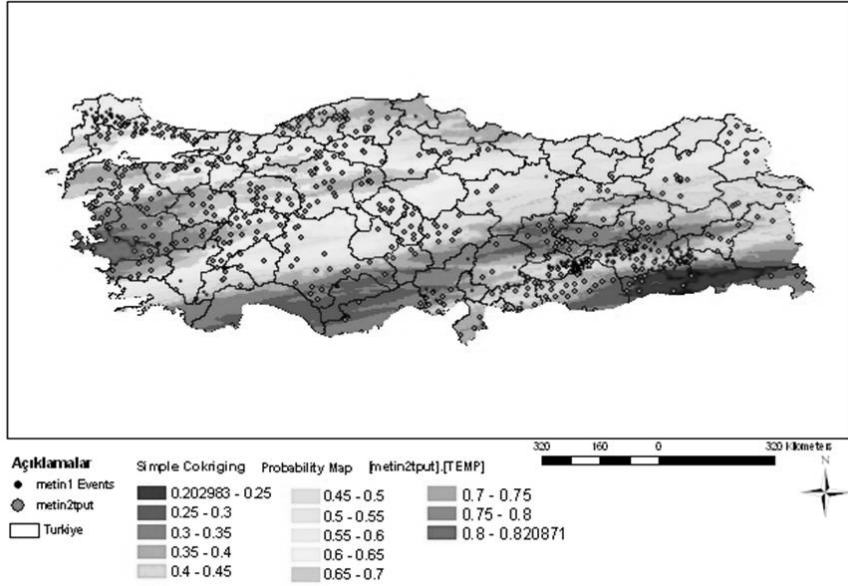 320 160 0 320 Kilometers
N
Açıklamalar
metin1 Events
metin2tput
Turkiye
Simple Cokriging Probability Map [metin2tput].[TEMP]
0.202983 - 0.25
0.25 - 0.3
0.3 - 0.35
0.35 - 0.4
0.4 - 0.45
0.45 - 0.5
0.5 - 0.55
0.55 - 0.6
0.6 - 0.65
0.65 - 0.7
0.7 - 0.75
0.75 - 0.8
0.8 - 0.820871